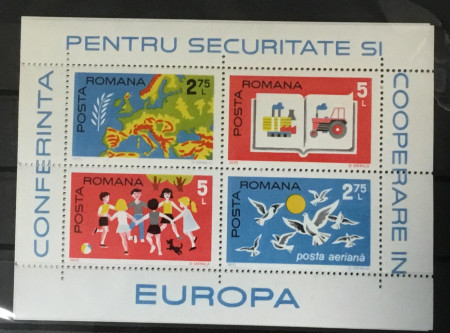 PENTRU SECURITATE SI
CONFERINTA
COOPERARE IN
EUROPA
POSTA ROMANA
2.75 L
POSTA ROMANA
5 L
POSTA ROMANA
5 L
POSTA ROMANA
2.75 L
posta aeriană